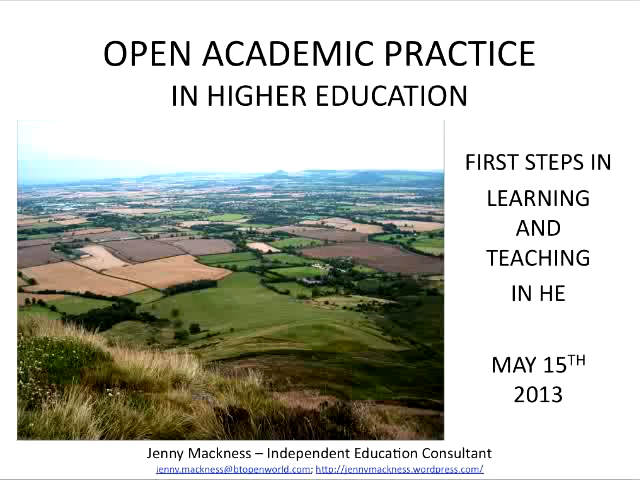 OPEN ACADEMIC PRACTICE
IN HIGHER EDUCATION
FIRST STEPS IN
LEARNING
AND
TEACHING
IN HE
MAY 15TH
2013
Jenny Mackness – Independent Education Consultant
jenny.mackness@btopenworld.com; http://jennymackness.wordpress.com/